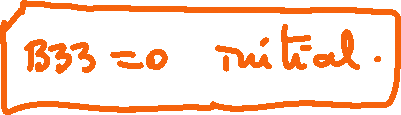 B33 = 0 initial.